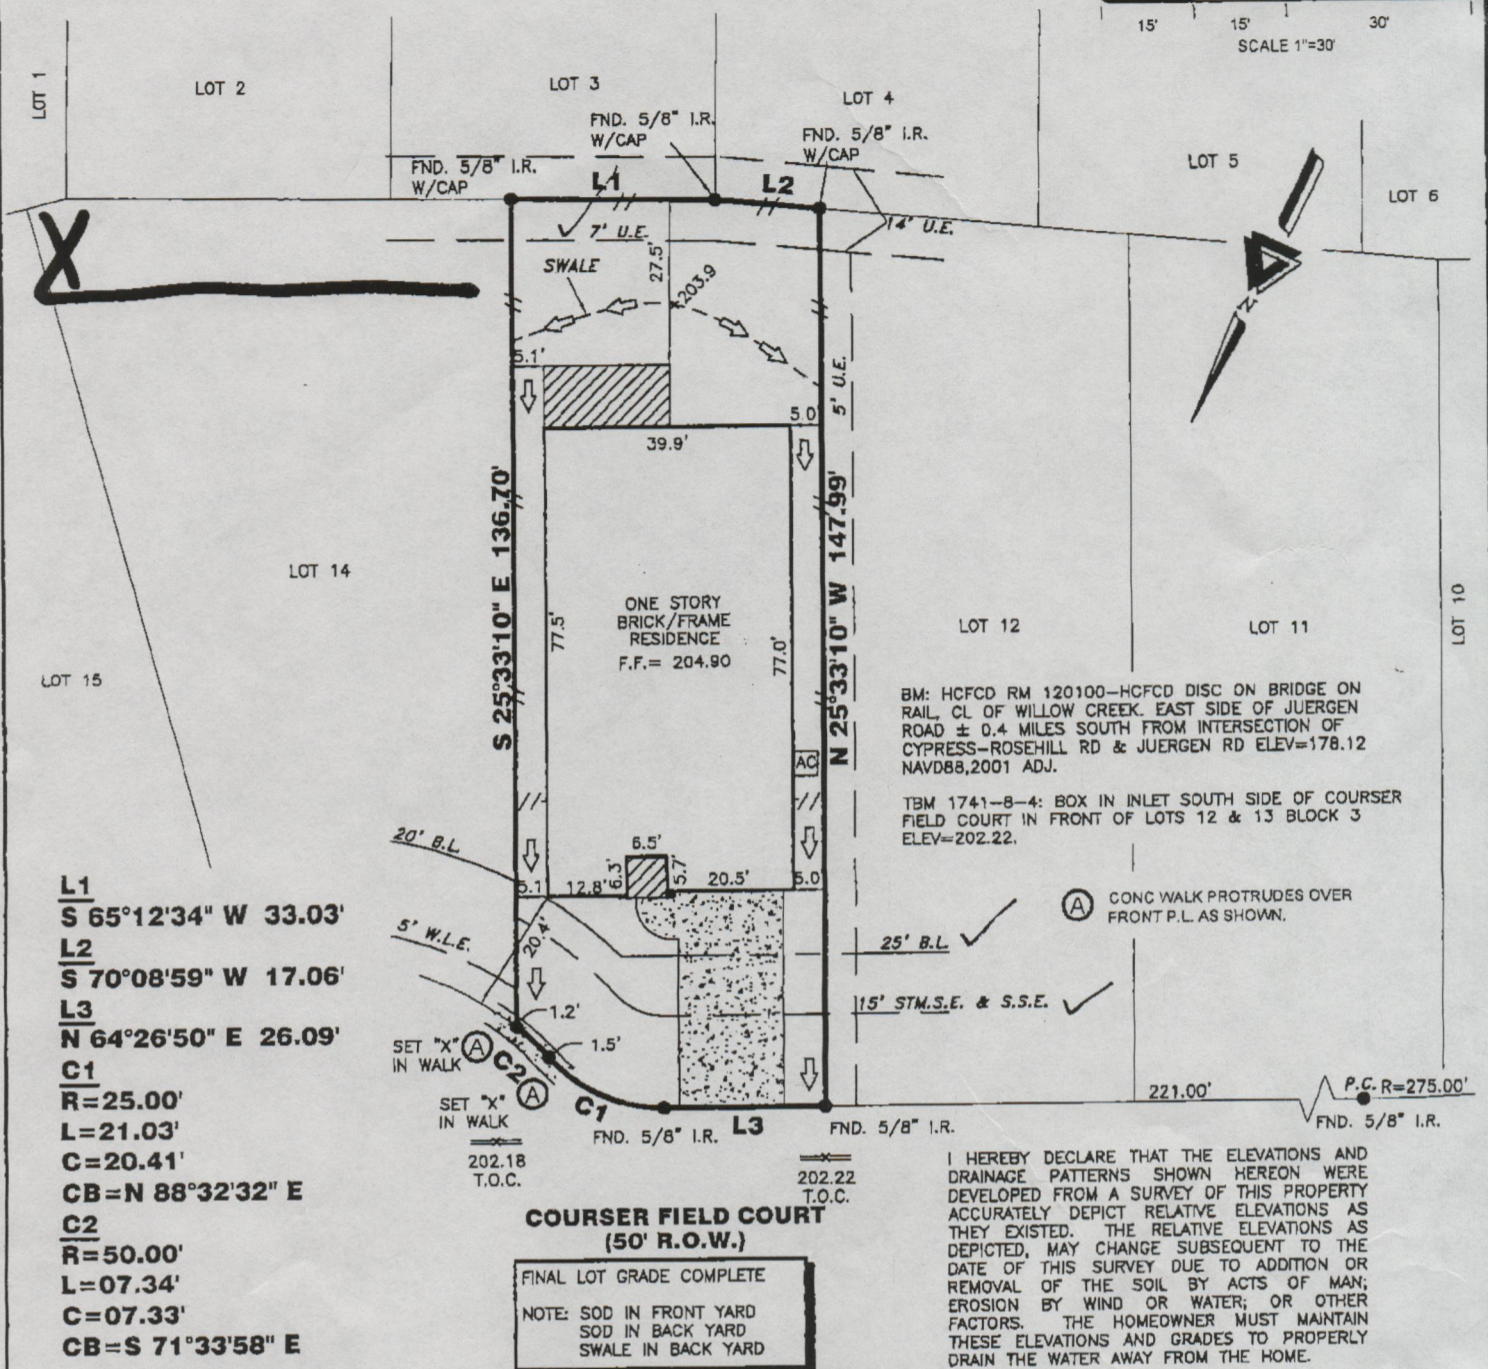 15' 15' 30'
SCALE 1"=30'
LOT 1
LOT 2
LOT 3
LOT 4
LOT 5
LOT 6
FND. 5/8" I.R.
W/CAP
FND. 5/8" I.R.
W/CAP
FND. 5/8" I.R.
W/CAP
L1
L2
X
7' U.E.
14' U.E.
SWALE
27.5'
203.9
N
5.1'
5' U.E.
5.0
39.9'
S 25°33'10" E 136.70'
N 25°33'10" W 147.99'
LOT 14
77.5'
ONE STORY
BRICK/FRAME
RESIDENCE
F.F.= 204.90
77.0'
LOT 12
LOT 11
LOT 10
LOT 15
BM: HCFCD RM 120100-HCFCD DISC ON BRIDGE ON
RAIL, CL OF WILLOW CREEK. EAST SIDE OF JUERGEN
ROAD ± 0.4 MILES SOUTH FROM INTERSECTION OF
CYPRESS-ROSEHILL RD & JUERGEN RD ELEV=178.12
NAVD88,2001 ADJ.
AC
TBM 1741-8-4: BOX IN INLET SOUTH SIDE OF COURSER
FIELD COURT IN FRONT OF LOTS 12 & 13 BLOCK 3
ELEV=202.22.
20' B.L.
6.5'
6.3'
5.7'
5.1
12.8'
20.5'
5.0
A CONC WALK PROTRUDES OVER
FRONT P.L. AS SHOWN.
5' W.L.E.
20.4'
25' B.L.
15' STM.S.E. & S.S.E.
1.2'
1.5'
SET "X"
IN WALK
A
C2
A
SET "X"
IN WALK
C1
FND. 5/8" I.R.
L3
FND. 5/8" I.R.
221.00'
P.C. R=275.00'
FND. 5/8" I.R.
202.18
T.O.C.
202.22
T.O.C.
L1
S 65°12'34" W 33.03'
L2
S 70°08'59" W 17.06'
L3
N 64°26'50" E 26.09'
C1
R=25.00'
L=21.03'
C=20.41'
CB=N 88°32'32" E
C2
R=50.00'
L=07.34'
C=07.33'
CB=S 71°33'58" E
COURSER FIELD COURT
(50' R.O.W.)
FINAL LOT GRADE COMPLETE
NOTE: SOD IN FRONT YARD
SOD IN BACK YARD
SWALE IN BACK YARD
I HEREBY DECLARE THAT THE ELEVATIONS AND
DRAINAGE PATTERNS SHOWN HEREON WERE
DEVELOPED FROM A SURVEY OF THIS PROPERTY
ACCURATELY DEPICT RELATIVE ELEVATIONS AS
THEY EXISTED. THE RELATIVE ELEVATIONS AS
DEPICTED, MAY CHANGE SUBSEQUENT TO THE
DATE OF THIS SURVEY DUE TO ADDITION OR
REMOVAL OF THE SOIL BY ACTS OF MAN;
EROSION BY WIND OR WATER; OR OTHER
FACTORS. THE HOMEOWNER MUST MAINTAIN
THESE ELEVATIONS AND GRADES TO PROPERLY
DRAIN THE WATER AWAY FROM THE HOME.